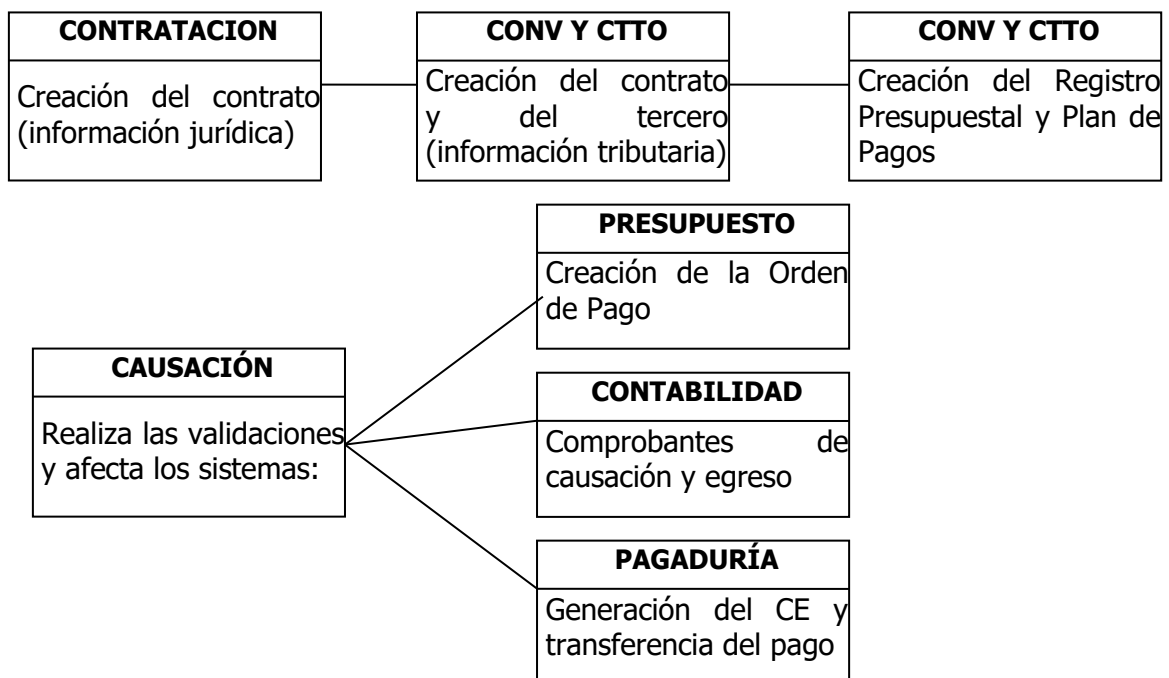 CONTRATACION
Creación del contrato
(información jurídica)
CONV Y CTTO
Creación del contrato
y del tercero
(información tributaria)
CONV Y CTTO
Creación del Registro
Presupuestal y Plan de
Pagos
PRESUPUESTO
Creación de la Orden
de Pago
CAUSACIÓN
Realiza las validaciones
y afecta los sistemas:
CONTABILIDAD
Comprobantes de
causación y egreso
PAGADURÍA
Generación del CE y
transferencia del pago